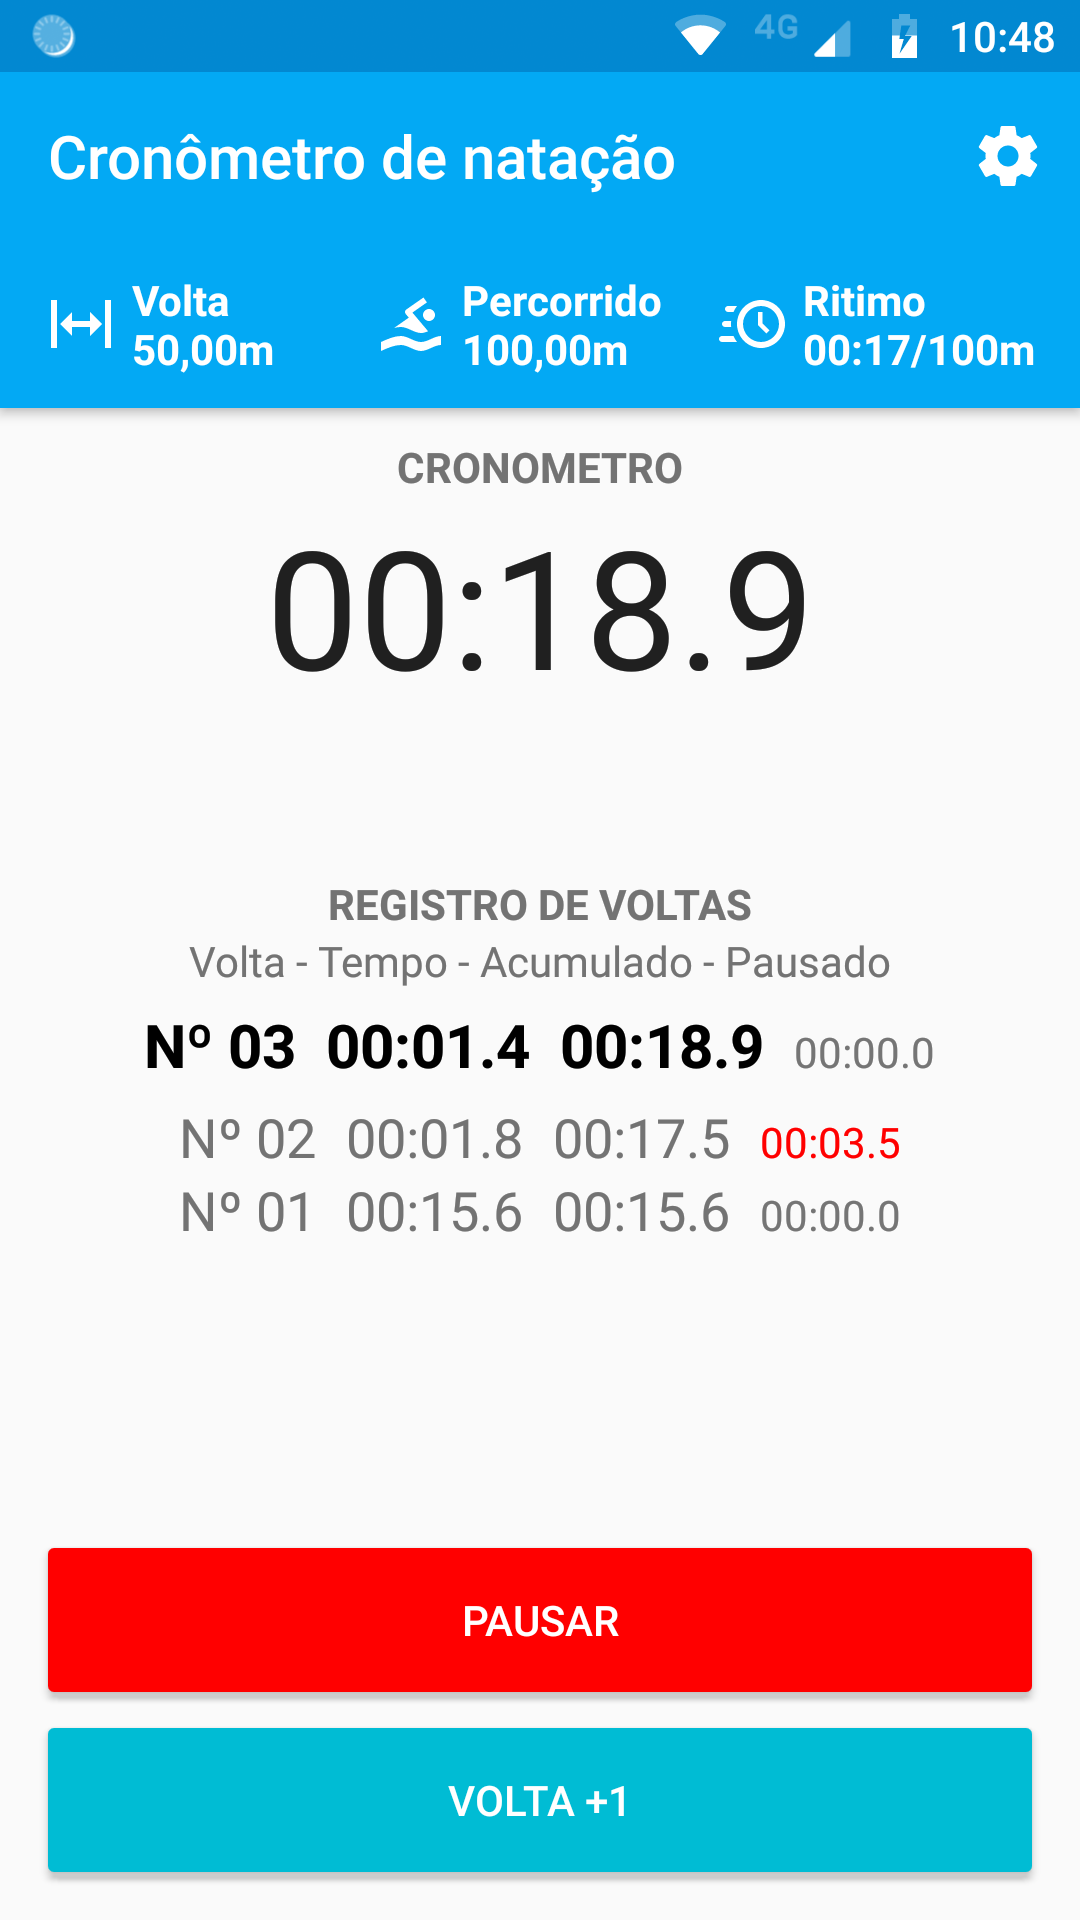 4G 10:48
Cronômetro de natação
Volta
50,00m
Percorrido
100,00m
Ritimo
00:17/100m
CRONOMETRO
00:18.9
REGISTRO DE VOLTAS
Volta - Tempo - Acumulado - Pausado
Nº 03 00:01.4 00:18.9 00:00.0
Nº 02 00:01.8 00:17.5 00:03.5
Nº 01 00:15.6 00:15.6 00:00.0
PAUSAR
VOLTA +1